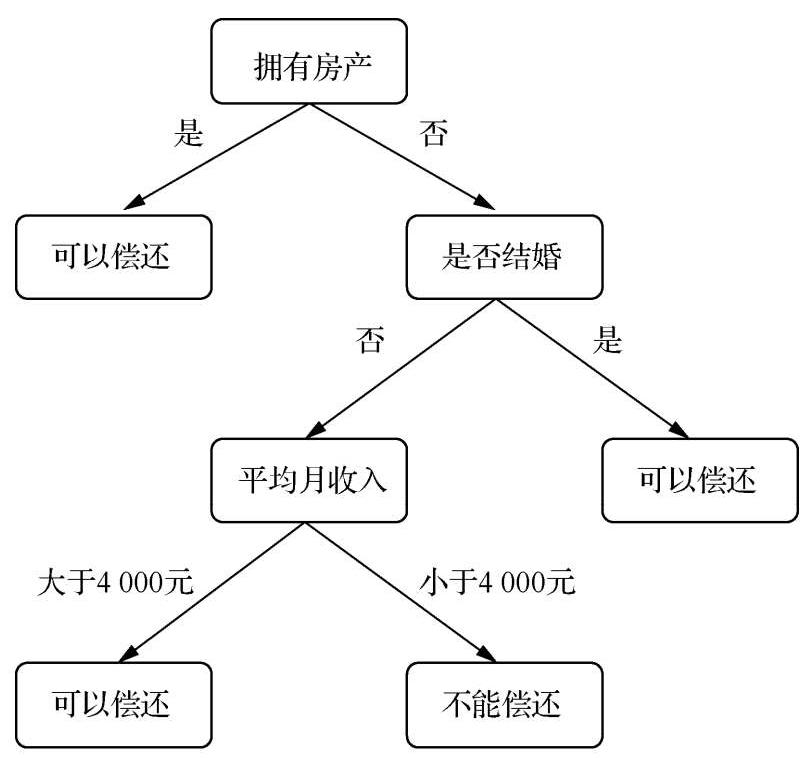 拥有房产
是
否
可以偿还
是否结婚
否
是
平均月收入
可以偿还
大于4 000元
小于4 000元
可以偿还
不能偿还